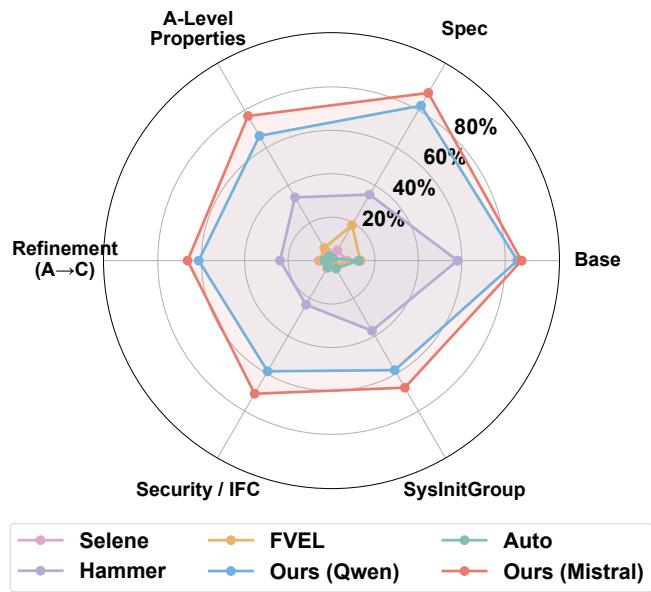 A-Level
Properties
Spec
80%
60%
40%
20%
Refinement
(A→C)
Base
Security / IFC
SysInitGroup
Selene
FVEL
Auto
Hammer
Ours (Qwen)
Ours (Mistral)